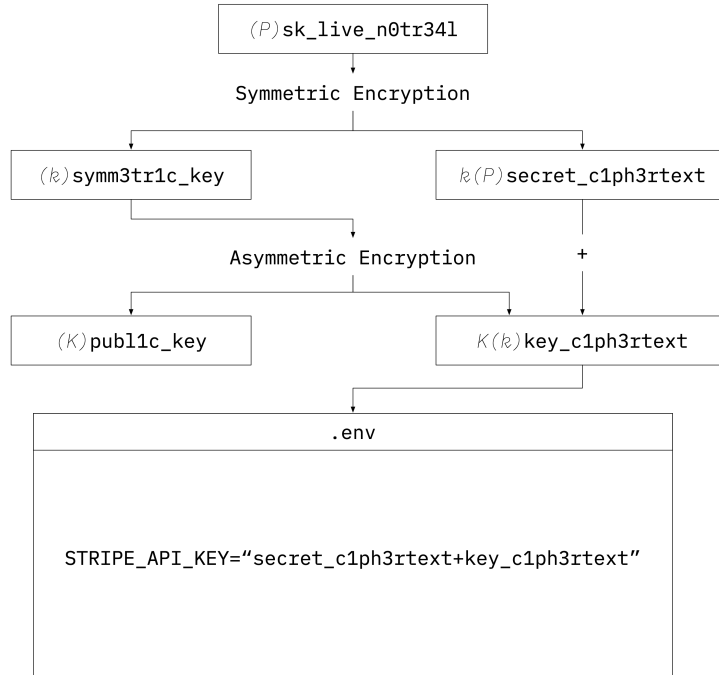 (P)sk_live_n0tr34l
Symmetric Encryption
(k)symm3tr1c_key
k(P)secret_c1ph3rtext
Asymmetric Encryption
+
(K)publ1c_key
K(k)key_c1ph3rtext
.env
STRIPE_API_KEY=“secret_c1ph3rtext+key_c1ph3rtext”